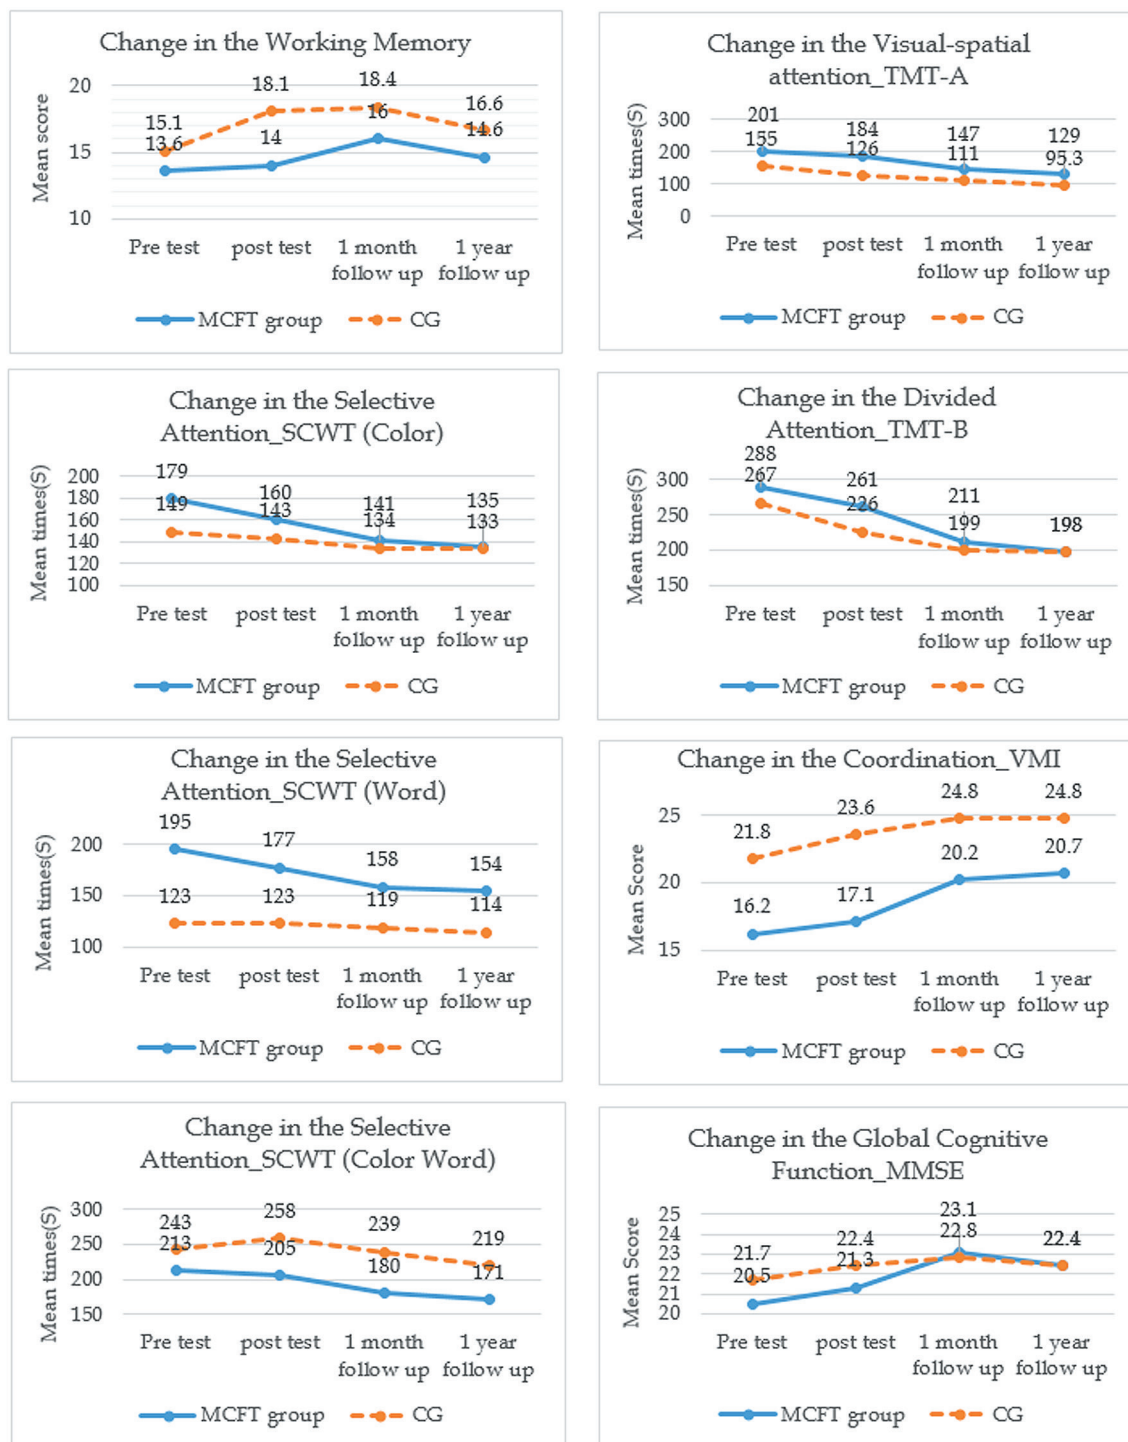 Change in the Working Memory
Mean score
20
15
10
15.1
18.1
18.4
16.6
13.6
14
16
14.6
Pre test
post test
1 month
follow up
1 year
follow up
MCFT group
CG
Change in the Visual-spatial
attention_TMT-A
Mean times(S)
300
200
100
0
201
184
147
129
155
126
111
95.3
Pre test
post test
1 month
follow up
1 year
follow up
MCFT group
CG
Change in the Selective
Attention_SCWT (Color)
Mean times(S)
200
180
160
140
120
100
179
160
141
135
149
143
134
133
Pre test
post test
1 month
follow up
1 year
follow up
MCFT group
CG
Change in the Divided
Attention_TMT-B
Mean times(S)
300
250
200
150
288
261
211
198
267
226
199
Pre test
post test
1 month
follow up
1 year
follow up
MCFT group
CG
Change in the Selective
Attention_SCWT (Word)
Mean times(S)
200
150
100
195
177
158
154
123
123
119
114
Pre test
post test
1 month
follow up
1 year
follow up
MCFT group
CG
Change in the Coordination_VMI
Mean Score
25
20
15
21.8
23.6
24.8
24.8
16.2
17.1
20.2
20.7
Pre test
post test
1 month
follow up
1 year
follow up
MCFT group
CG
Change in the Selective
Attention_SCWT (Color Word)
Mean times(S)
300
250
200
150
243
258
239
219
213
205
180
171
Pre test
post test
1 month
follow up
1 year
follow up
MCFT group
CG
Change in the Global Cognitive
Function_MMSE
Mean Score
25
24
23
22
21
20
21.7
22.4
23.1
22.4
20.5
21.3
22.8
Pre test
post test
1 month
follow up
1 year
follow up
MCFT group
CG